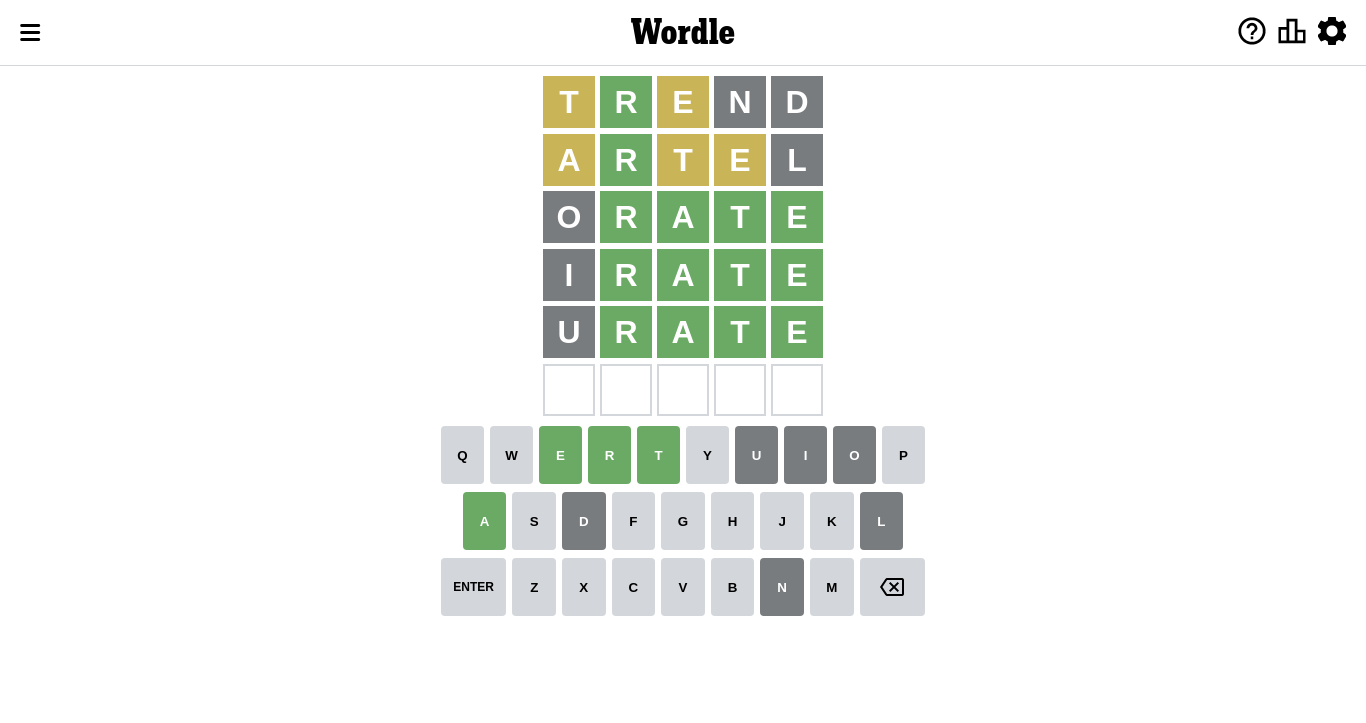 Wordle
T R E N D
A R T E L
O R A T E
I R A T E
U R A T E
Q W E R T Y U I O P
A S D F G H J K L
ENTER Z X C V B N M